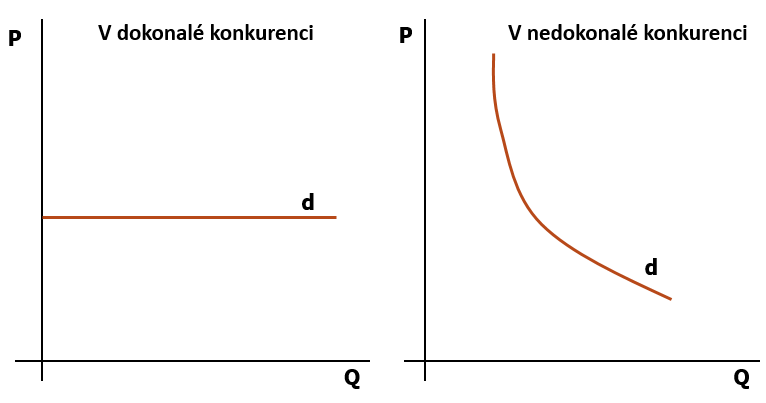 V dokonalé konkurenci
P
d
Q
V nedokonalé konkurenci
P
d
Q